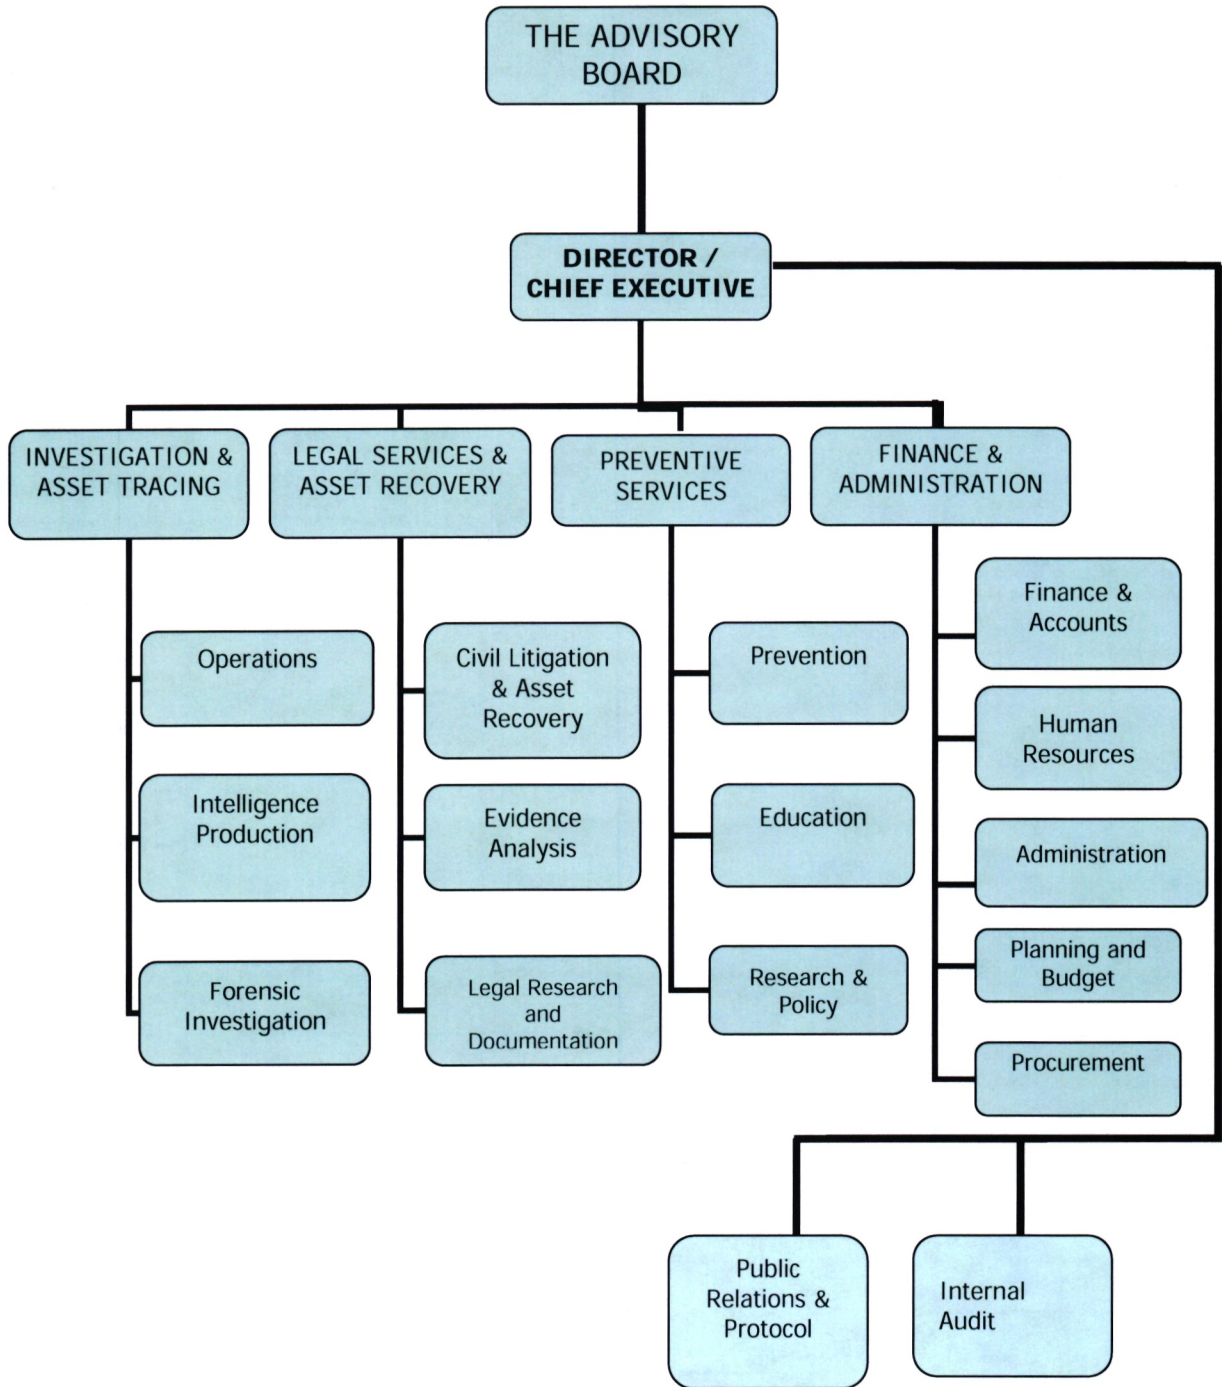 THE ADVISORY
BOARD
DIRECTOR /
CHIEF EXECUTIVE
INVESTIGATION &
ASSET TRACING
LEGAL SERVICES &
ASSET RECOVERY
PREVENTIVE
SERVICES
FINANCE &
ADMINISTRATION
Operations
Intelligence
Production
Forensic
Investigation
Civil Litigation
& Asset
Recovery
Evidence
Analysis
Legal Research
and
Documentation
Prevention
Education
Research &
Policy
Finance &
Accounts
Human
Resources
Administration
Planning and
Budget
Procurement
Public
Relations &
Protocol
Internal
Audit